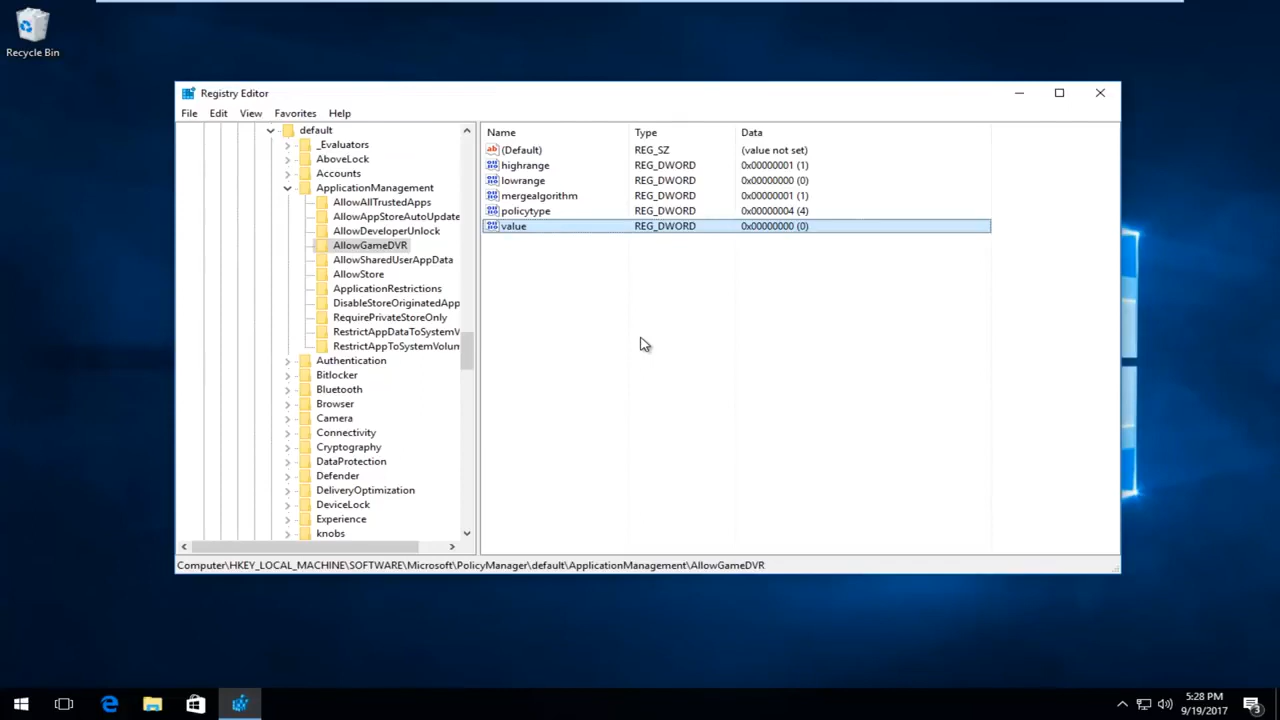 Recycle Bin
Registry Editor
File Edit View Favorites Help
default
_Evaluators
AboveLock
Accounts
ApplicationManagement
AllowAllTrustedApps
AllowAppStoreAutoUpdate
AllowDeveloperUnlock
AllowGameDVR
AllowSharedUserAppData
AllowStore
ApplicationRestrictions
DisableStoreOriginatedApp
RequirePrivateStoreOnly
RestrictAppDataToSystemV
RestrictAppToSystemVolum
Authentication
Bitlocker
Bluetooth
Browser
Camera
Connectivity
Cryptography
DataProtection
Defender
DeliveryOptimization
DeviceLock
Experience
knobs
Name Type Data
(Default) REG_SZ (value not set)
highrange REG_DWORD 0x00000001 (1)
lowrange REG_DWORD 0x00000000 (0)
mergealgorithm REG_DWORD 0x00000001 (1)
policytype REG_DWORD 0x00000004 (4)
value REG_DWORD 0x00000000 (0)
Computer\HKEY_LOCAL_MACHINE\SOFTWARE\Microsoft\PolicyManager\default\ApplicationManagement\AllowGameDVR
5:28 PM
9/19/2017
3